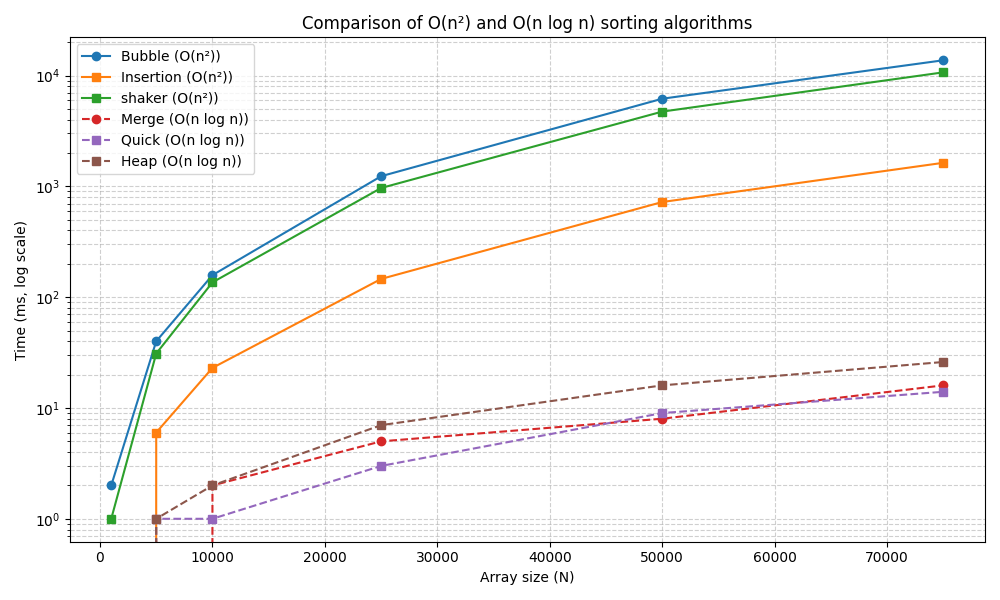 Comparison of O(n²) and O(n log n) sorting algorithms
Bubble (O(n²))
Insertion (O(n²))
shaker (O(n²))
Merge (O(n log n))
Quick (O(n log n))
Heap (O(n log n))
Time (ms, log scale)
10⁴
10³
10²
10¹
10⁰
0 10000 20000 30000 40000 50000 60000 70000
Array size (N)